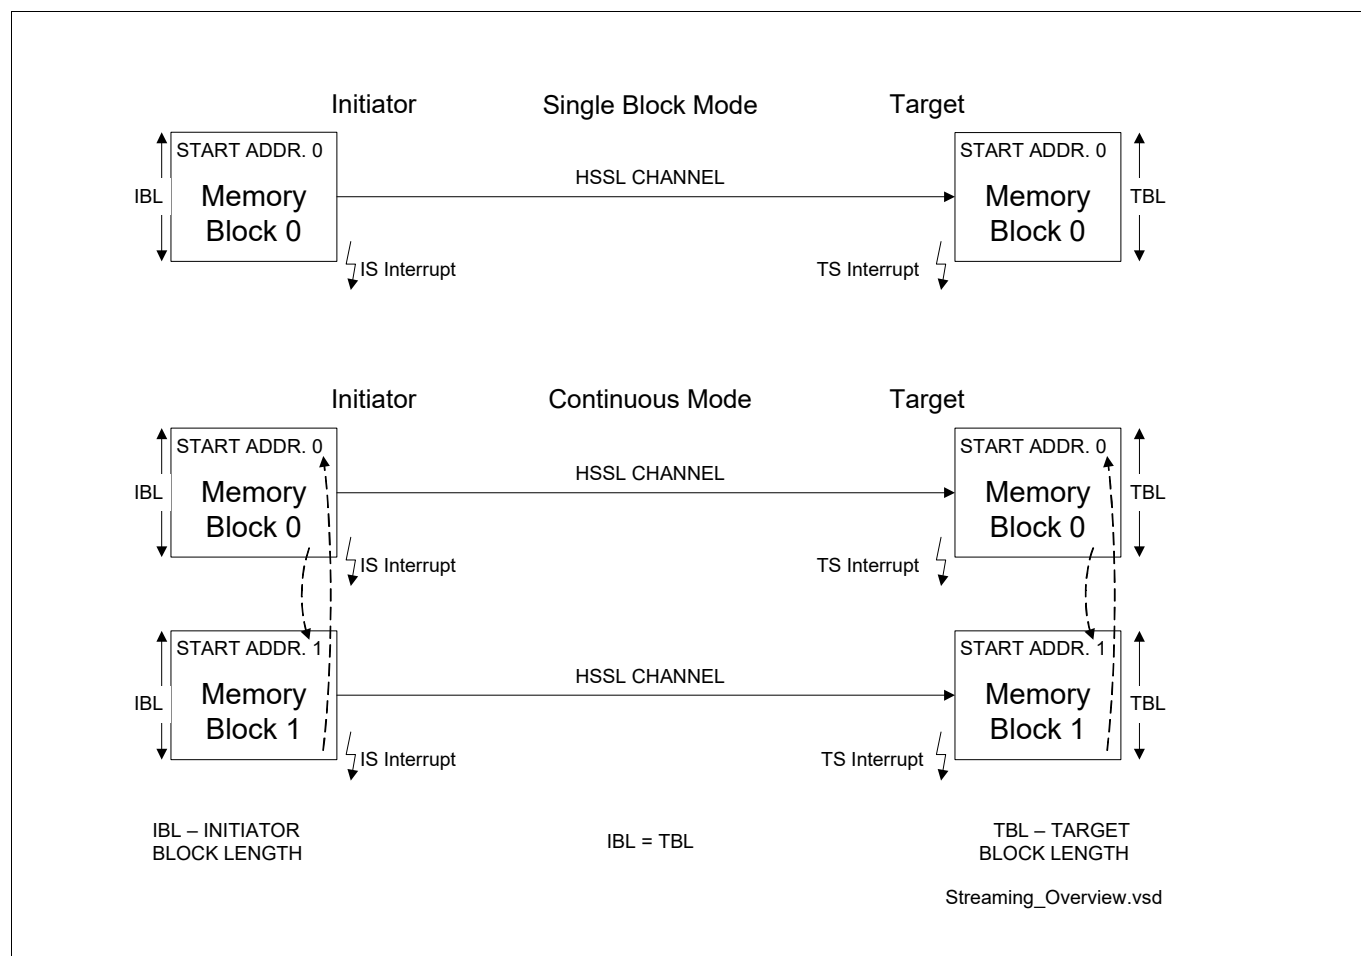 Initiator Single Block Mode Target
START ADDR. 0 START ADDR. 0
HSSL CHANNEL
IBL Memory Memory TBL
Block 0 Block 0
IS Interrupt TS Interrupt
Initiator Continuous Mode Target
START ADDR. 0 START ADDR. 0
HSSL CHANNEL
IBL Memory Memory TBL
Block 0 Block 0
IS Interrupt TS Interrupt
START ADDR. 1 START ADDR. 1
HSSL CHANNEL
IBL Memory Memory TBL
Block 1 Block 1
IS Interrupt TS Interrupt
IBL – INITIATOR TBL – TARGET
IBL = TBL
BLOCK LENGTH BLOCK LENGTH
Streaming_Overview.vsd